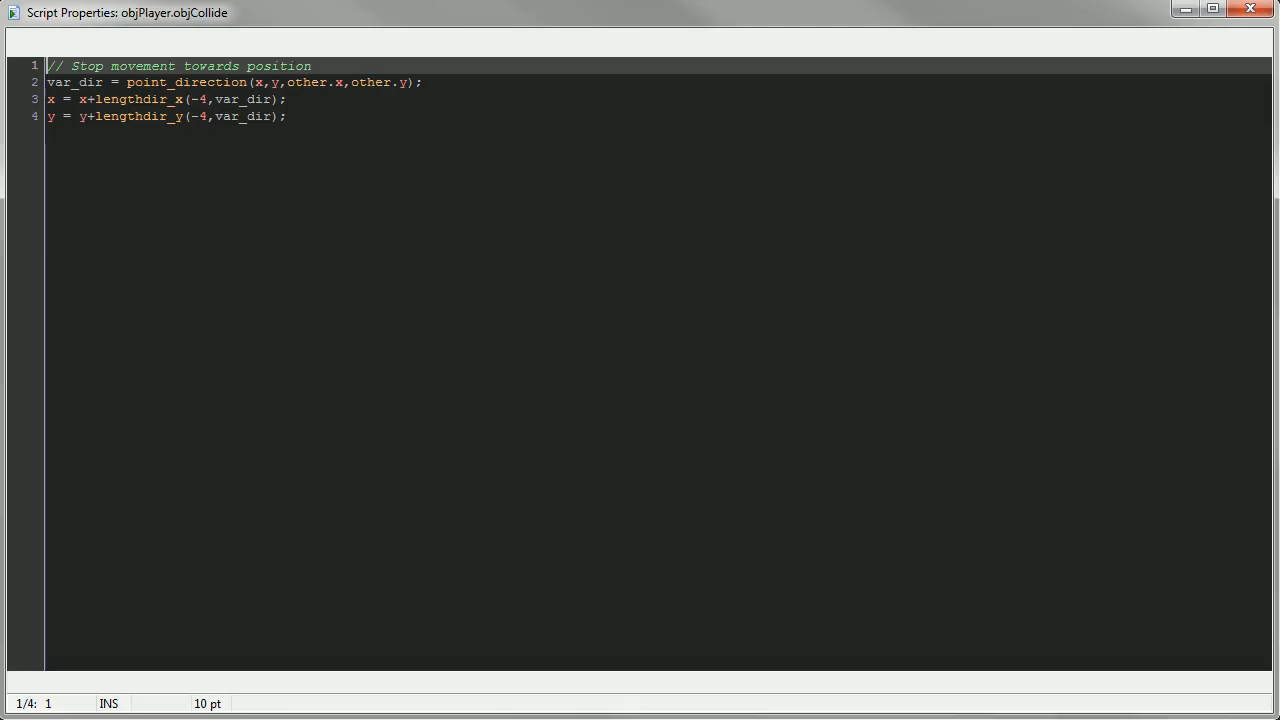 Script Properties: objPlayer.objCollide
1 // Stop movement towards position
2 var_dir = point_direction(x,y,other.x,other.y);
3 x = x+lengthdir_x(-4,var_dir);
4 y = y+lengthdir_y(-4,var_dir);
1/4: 1 INS 10 pt